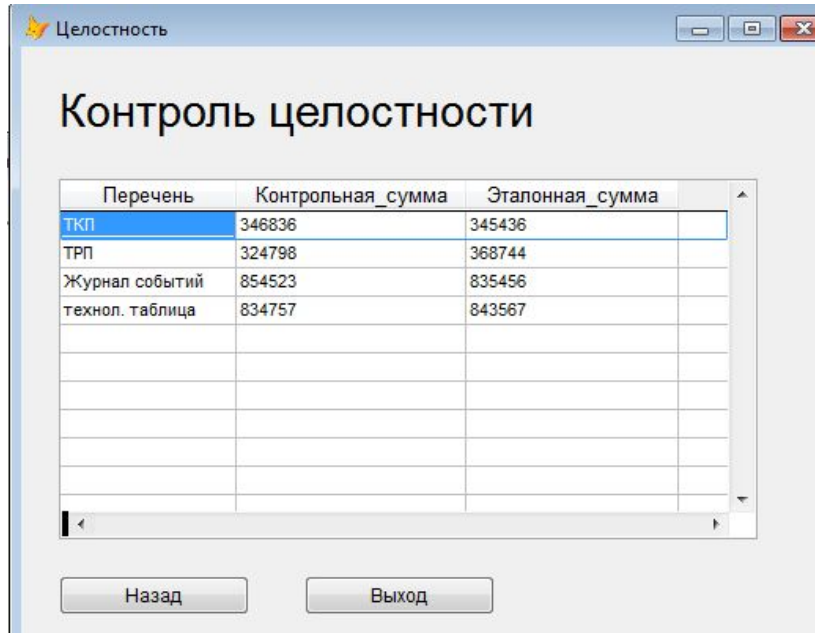 Целостность
Контроль целостности
Перечень Контрольная_сумма Эталонная_сумма
ТКП 346836 345436
ТРП 324798 368744
Журнал событий 854523 835456
технол. таблица 834757 843567
Назад Выход